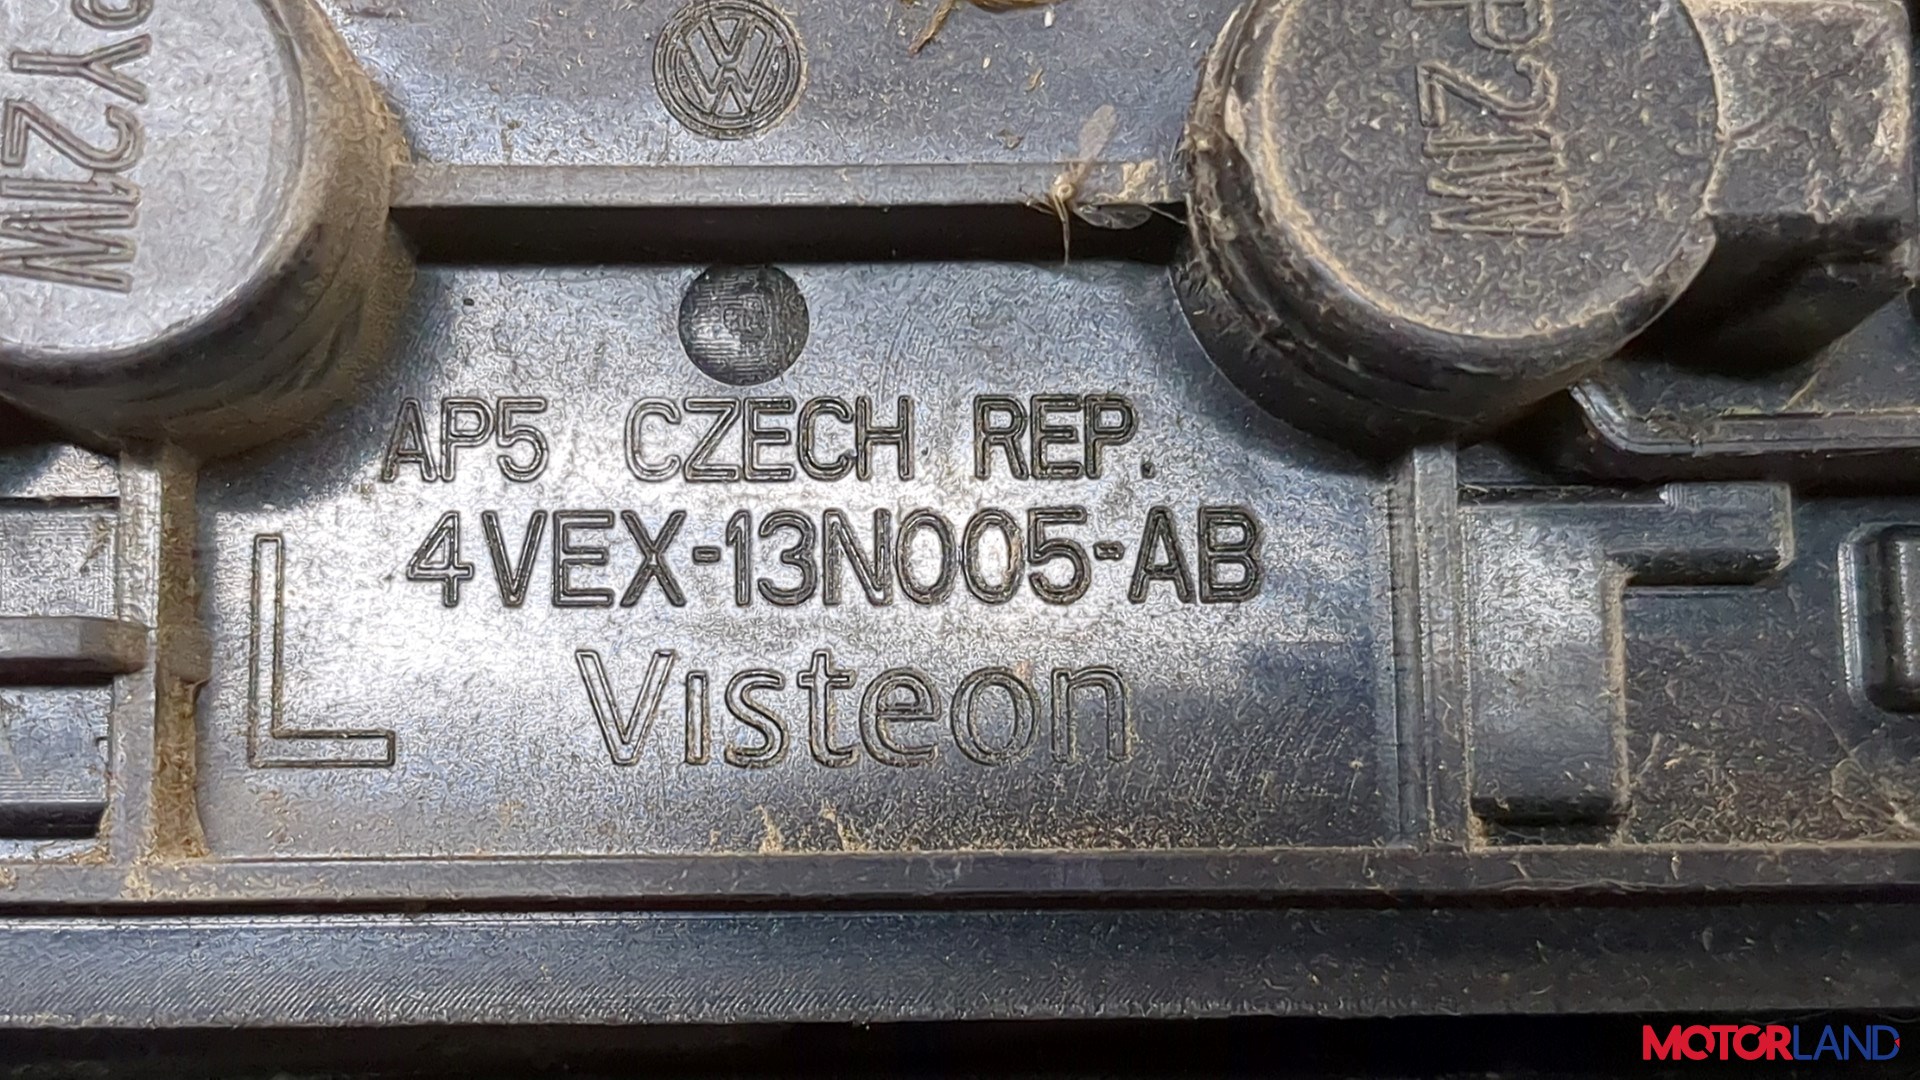 PY21W
P21W
AP5 CZECH REP.
4VEX-13N005-AB
L
Visteon
MOTORLAND